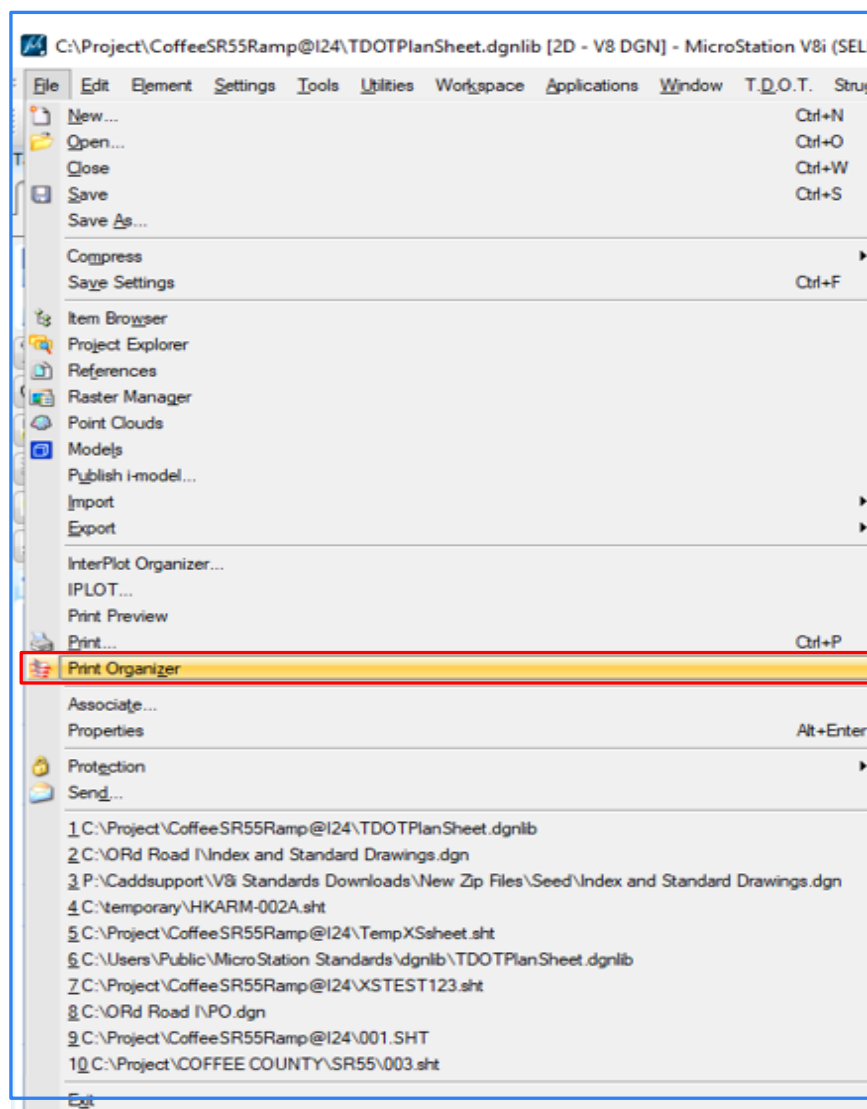 C:\Project\CoffeeSR55Ramp@I24\TDOTPlanSheet.dgnlib [2D - V8 DGN] - MicroStation V8i (SEL
File Edit Element Settings Tools Utilities Workspace Applications Window T.D.O.T. Stru
New... Ctrl+N
Open... Ctrl+O
Close Ctrl+W
Save Ctrl+S
Save As...
Compress
Save Settings Ctrl+F
Item Browser
Project Explorer
References
Raster Manager
Point Clouds
Models
Publish i-model...
Import
Export
InterPlot Organizer...
IPLOT...
Print Preview
Print... Ctrl+P
Print Organizer
Associate...
Properties Alt+Enter
Protection
Send...
1 C:\Project\CoffeeSR55Ramp@I24\TDOTPlanSheet.dgnlib
2 C:\ORd Road I\Index and Standard Drawings.dgn
3 P:\Caddsupport\V8i Standards Downloads\New Zip Files\Seed\Index and Standard Drawings.dgn
4 C:\temporary\HKARM-002A.sht
5 C:\Project\CoffeeSR55Ramp@I24\TempXSsheet.sht
6 C:\Users\Public\MicroStation Standards\dgnlib\TDOTPlanSheet.dgnlib
7 C:\Project\CoffeeSR55Ramp@I24\XSTEST123.sht
8 C:\ORd Road I\PO.dgn
9 C:\Project\CoffeeSR55Ramp@I24\001.SHT
10 C:\Project\COFFEE COUNTY\SR55\003.sht
Exit